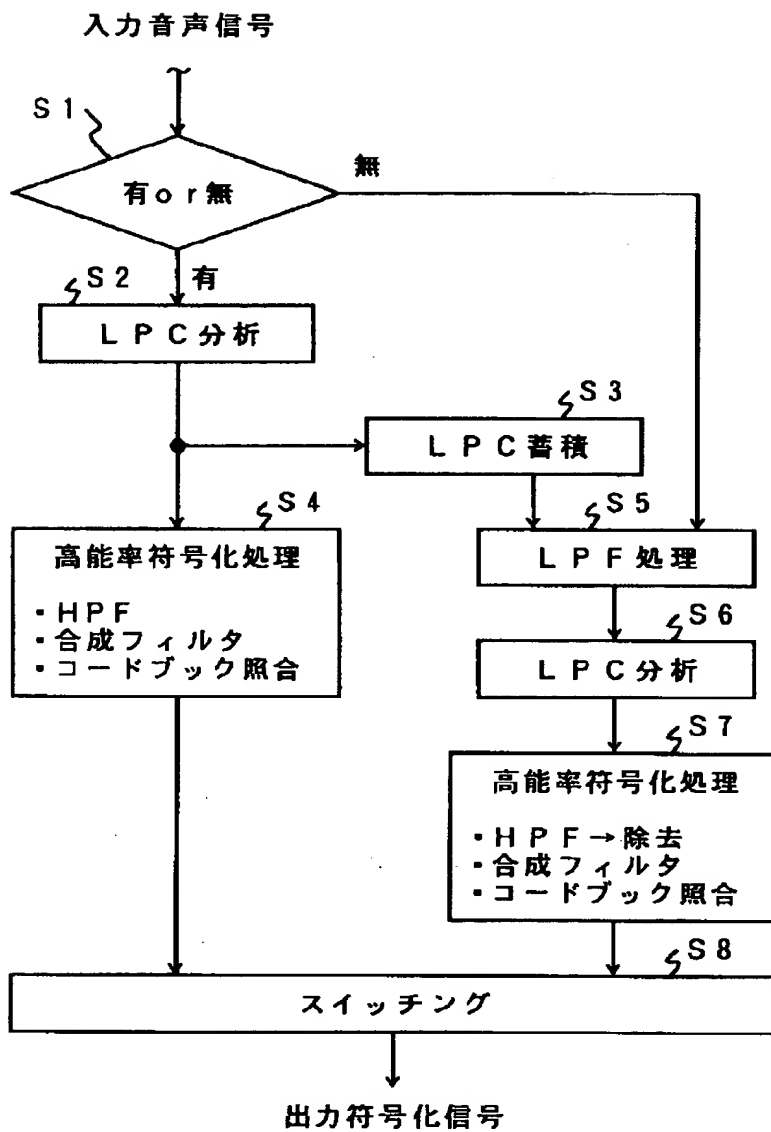 入力音声信号
S1
無
有or無
S2
有
LPC分析
S3
LPC蓄積
S4
高能率符号化処理
・HPF
・合成フィルタ
・コードブック照合
S5
LPF処理
S6
LPC分析
S7
高能率符号化処理
・HPF→除去
・合成フィルタ
・コードブック照合
S8
スイッチング
出力符号化信号